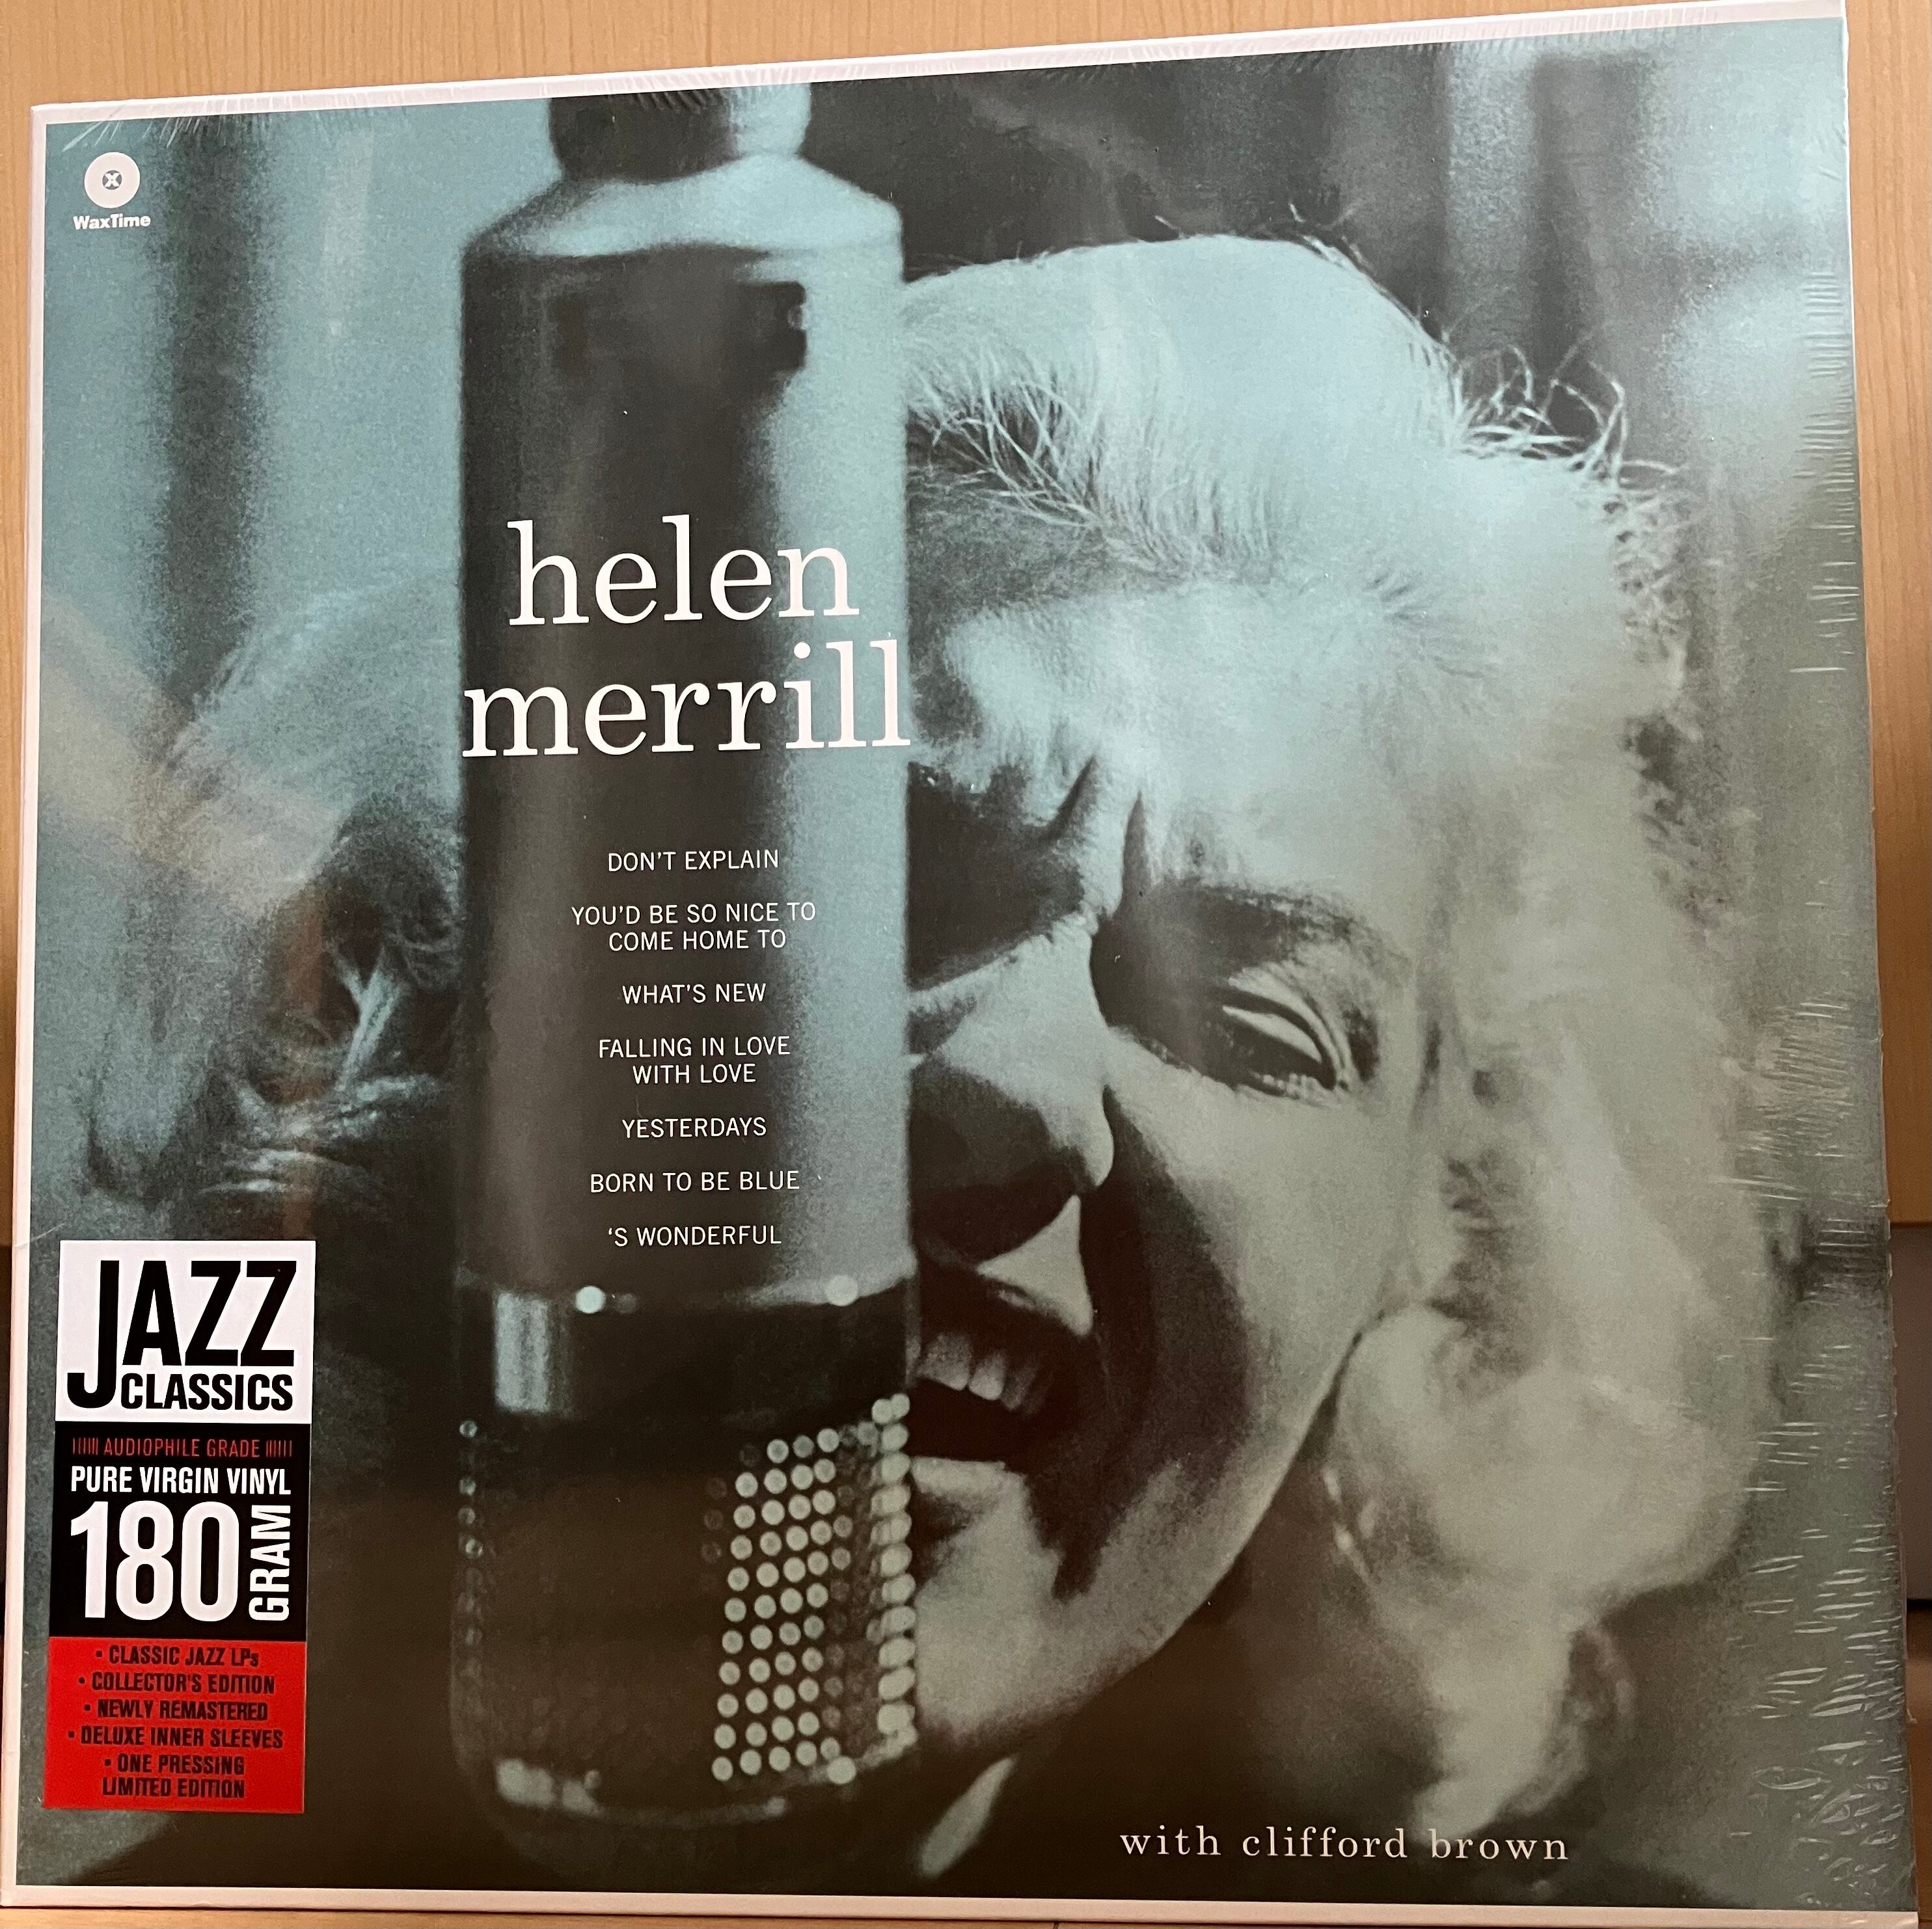 WaxTime
helen
merrill
DON'T EXPLAIN
YOU'D BE SO NICE TO
COME HOME TO
WHAT'S NEW
FALLING IN LOVE
WITH LOVE
YESTERDAYS
BORN TO BE BLUE
‘S WONDERFUL
JAZZ
CLASSICS
AUDIOPHILE GRADE
PURE VIRGIN VINYL
180 GRAM
• CLASSIC JAZZ LPs
• COLLECTOR'S EDITION
• NEWLY REMASTERED
• DELUXE INNER SLEEVES
• ONE PRESSING
LIMITED EDITION
with clifford brown